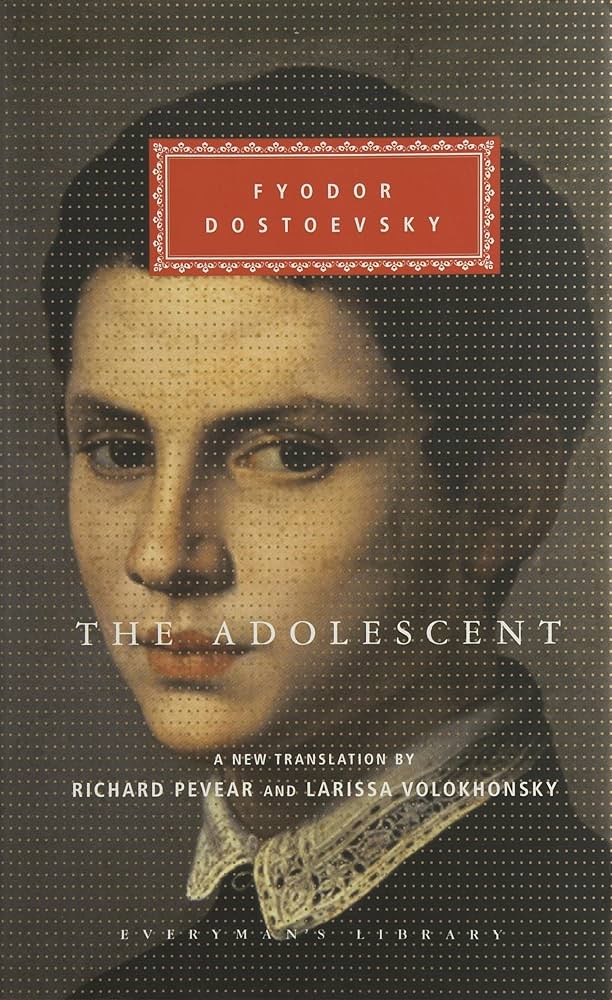 FYODOR
DOSTOEVSKY
THE ADOLESCENT
A NEW TRANSLATION BY
RICHARD PEVEAR AND LARISSA VOLOKHONSKY
EVERYMAN'S LIBRARY